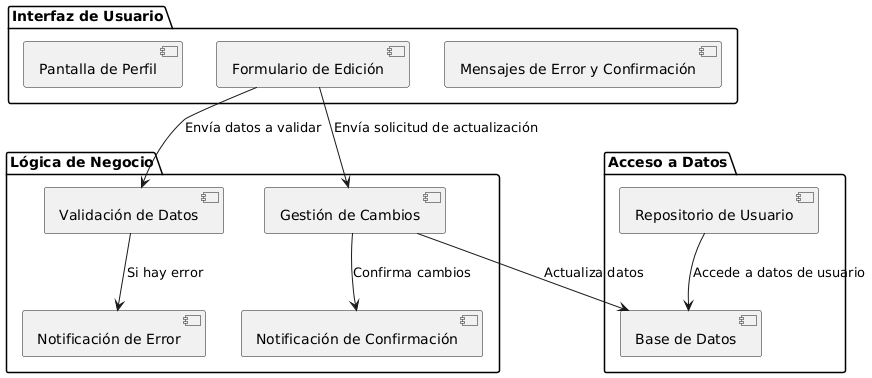 Interfaz de Usuario
Pantalla de Perfil
Formulario de Edición
Mensajes de Error y Confirmación
Envía datos a validar
Envía solicitud de actualización
Lógica de Negocio
Acceso a Datos
Validación de Datos
Gestión de Cambios
Repositorio de Usuario
Si hay error
Confirma cambios
Actualiza datos
Accede a datos de usuario
Notificación de Error
Notificación de Confirmación
Base de Datos